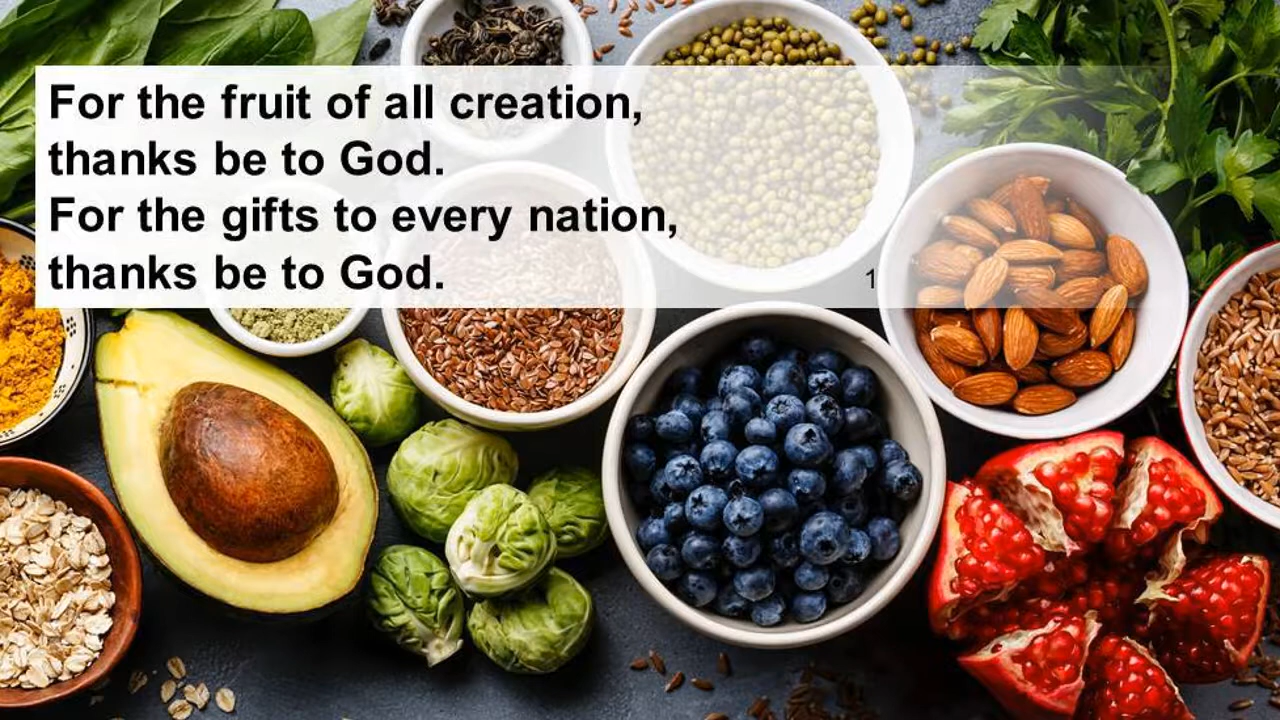 For the fruit of all creation,
thanks be to God.
For the gifts to every nation,
thanks be to God.
1